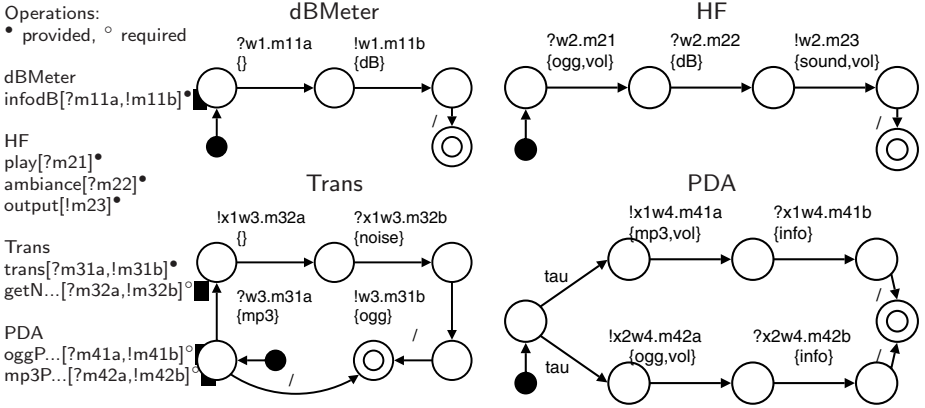 Operations:
• provided, ° required
dBMeter
infodB[?m11a,!m11b]•
HF
play[?m21]•
ambiance[?m22]•
output[!m23]•
Trans
trans[?m31a,!m31b]•
getN...[?m32a,!m32b]°
PDA
oggP...[?m41a,!m41b]°
mp3P...[?m42a,!m42b]°
dBMeter
?w1.m11a
{}
!w1.m11b
{dB}
/
HF
?w2.m21
{ogg,vol}
?w2.m22
{dB}
!w2.m23
{sound,vol}
/
Trans
!x1w3.m32a
{}
?x1w3.m32b
{noise}
?w3.m31a
{mp3}
!w3.m31b
{ogg}
/
/
PDA
!x1w4.m41a
{mp3,vol}
?x1w4.m41b
{info}
tau
/
!x2w4.m42a
{ogg,vol}
?x2w4.m42b
{info}
tau
/